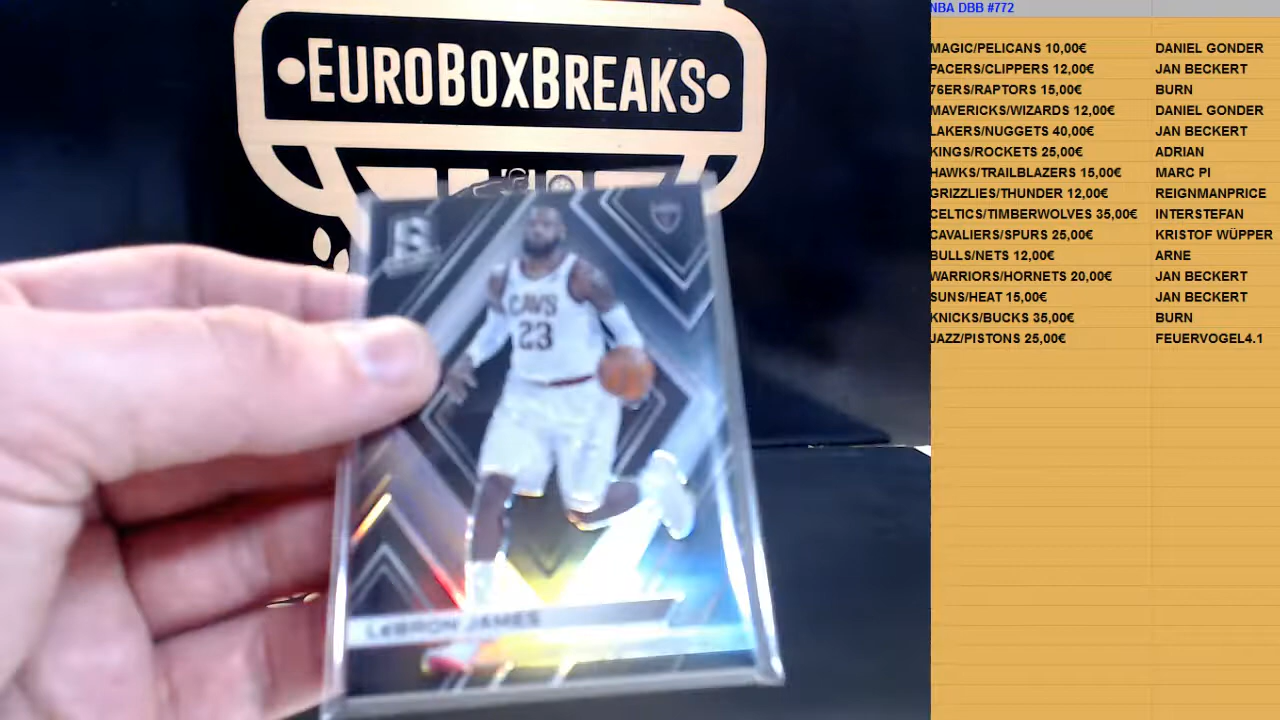 EUROBOXBREAKS
S
CAVS
23
LeBRON JAMES
NBA DBB #772
MAGIC/PELICANS 10,00€ DANIEL GONDER
PACERS/CLIPPERS 12,00€ JAN BECKERT
76ERS/RAPTORS 15,00€ BURN
MAVERICKS/WIZARDS 12,00€ DANIEL GONDER
LAKERS/NUGGETS 40,00€ JAN BECKERT
KINGS/ROCKETS 25,00€ ADRIAN
HAWKS/TRAILBLAZERS 15,00€ MARC PI
GRIZZLIES/THUNDER 12,00€ REIGNMANPRICE
CELTICS/TIMBERWOLVES 35,00€ INTERSTEFAN
CAVALIERS/SPURS 25,00€ KRISTOF WÜPPER
BULLS/NETS 12,00€ ARNE
WARRIORS/HORNETS 20,00€ JAN BECKERT
SUNS/HEAT 15,00€ JAN BECKERT
KNICKS/BUCKS 35,00€ BURN
JAZZ/PISTONS 25,00€ FEUERVOGEL4.1